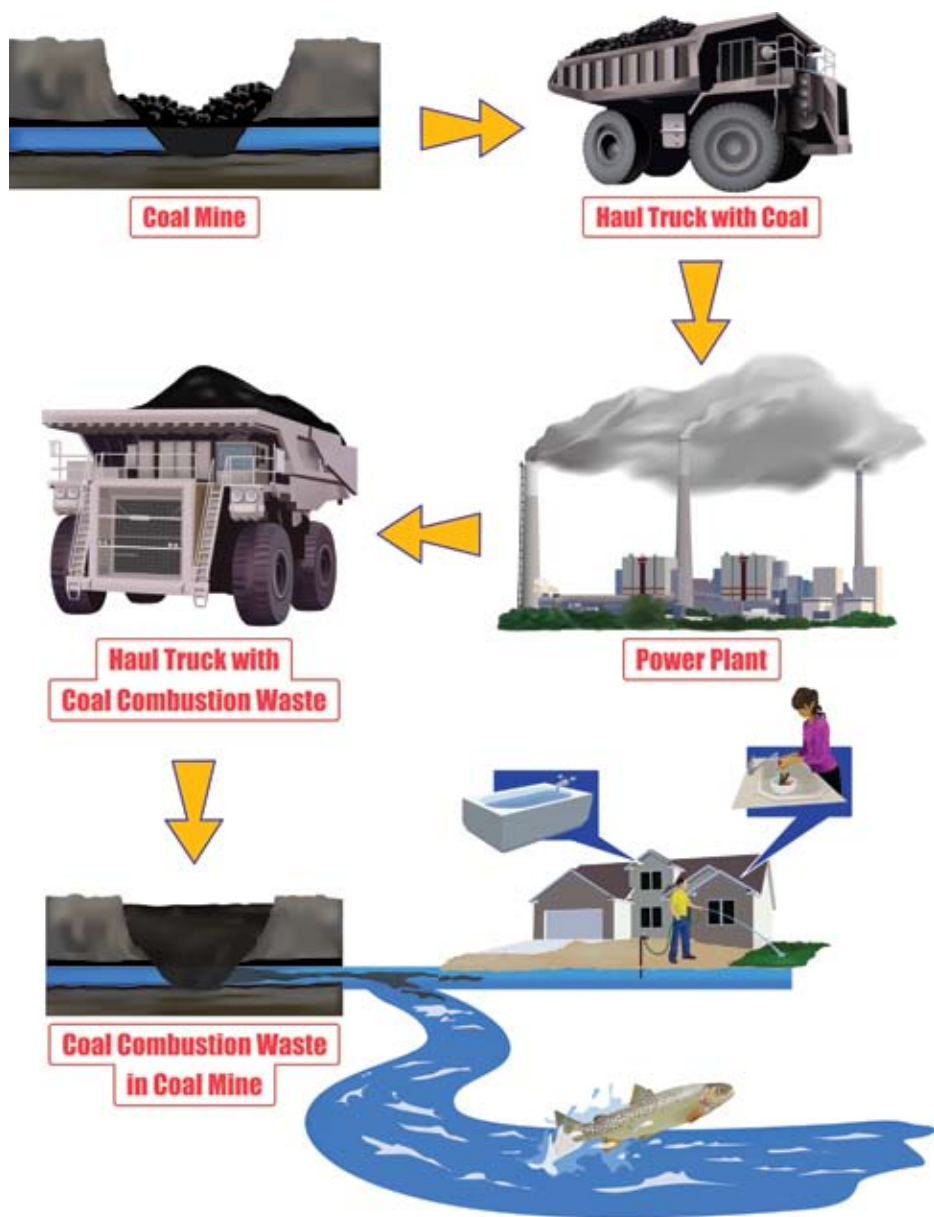 Coal Mine
Haul Truck with Coal
Haul Truck with
Coal Combustion Waste
Power Plant
Coal Combustion Waste
in Coal Mine